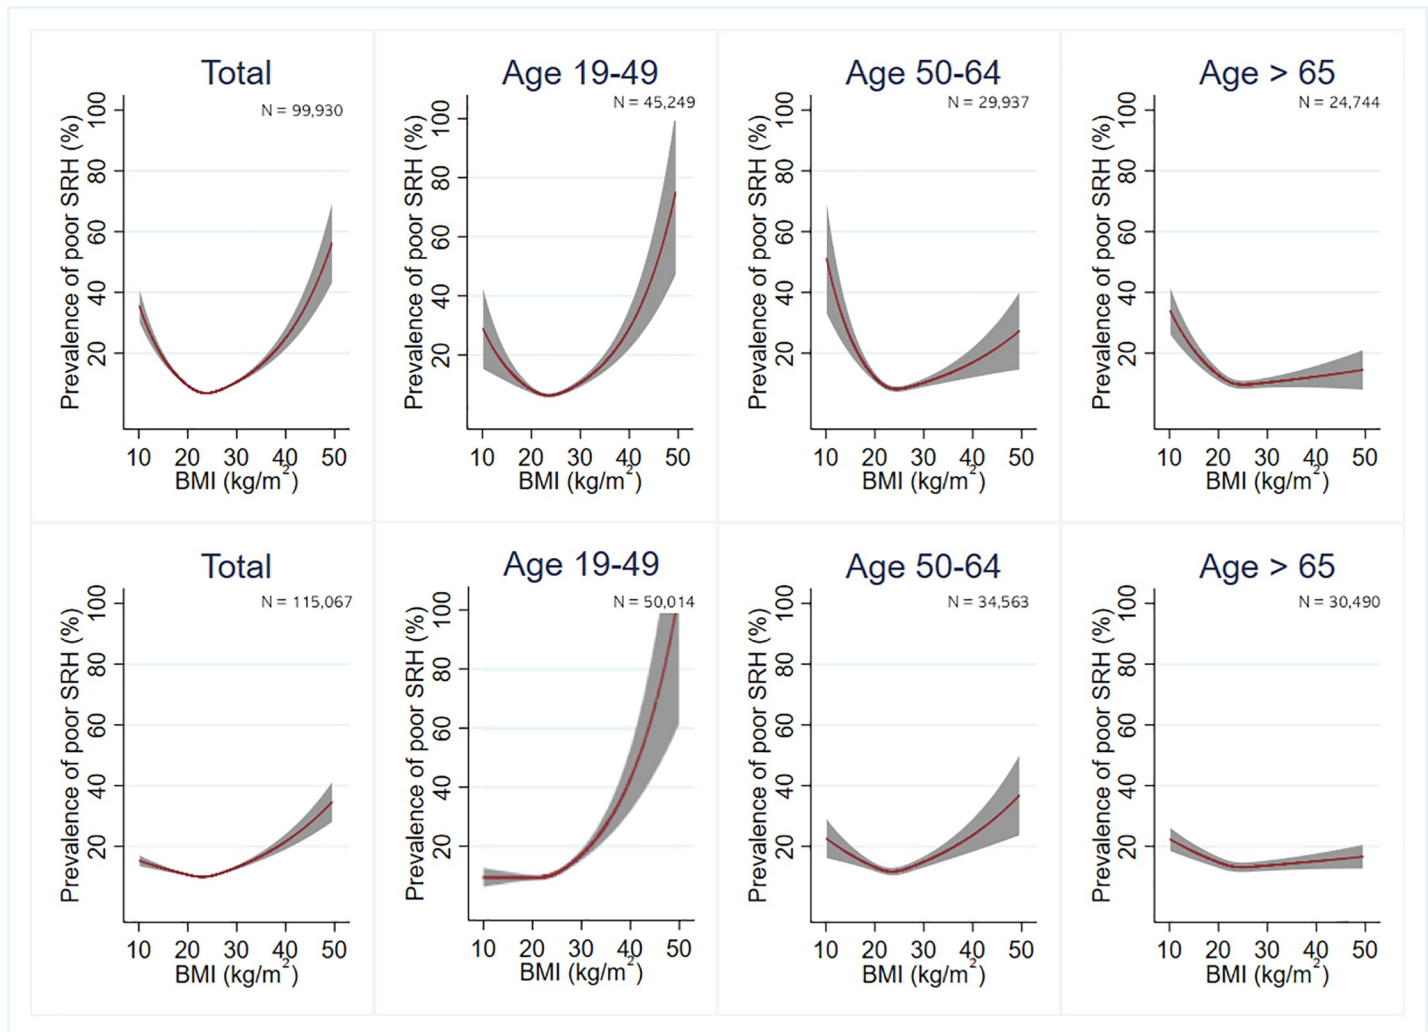 Total
N = 99,930
Prevalence of poor SRH (%)
100
80
60
40
20
10 20 30 40 50
BMI (kg/m²)
Age 19-49
N = 45,249
Prevalence of poor SRH (%)
100
80
60
40
20
10 20 30 40 50
BMI (kg/m²)
Age 50-64
N = 29,937
Prevalence of poor SRH (%)
100
80
60
40
20
10 20 30 40 50
BMI (kg/m²)
Age > 65
N = 24,744
Prevalence of poor SRH (%)
100
80
60
40
20
10 20 30 40 50
BMI (kg/m²)
Total
N = 115,067
Prevalence of poor SRH (%)
100
80
60
40
20
10 20 30 40 50
BMI (kg/m²)
Age 19-49
N = 50,014
Prevalence of poor SRH (%)
100
80
60
40
20
10 20 30 40 50
BMI (kg/m²)
Age 50-64
N = 34,563
Prevalence of poor SRH (%)
100
80
60
40
20
10 20 30 40 50
BMI (kg/m²)
Age > 65
N = 30,490
Prevalence of poor SRH (%)
100
80
60
40
20
10 20 30 40 50
BMI (kg/m²)